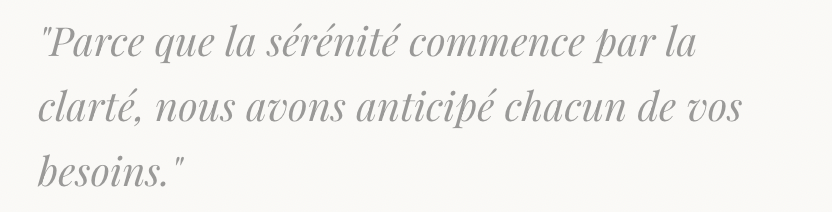 "Parce que la sérénité commence par la
clarté, nous avons anticipé chacun de vos
besoins."